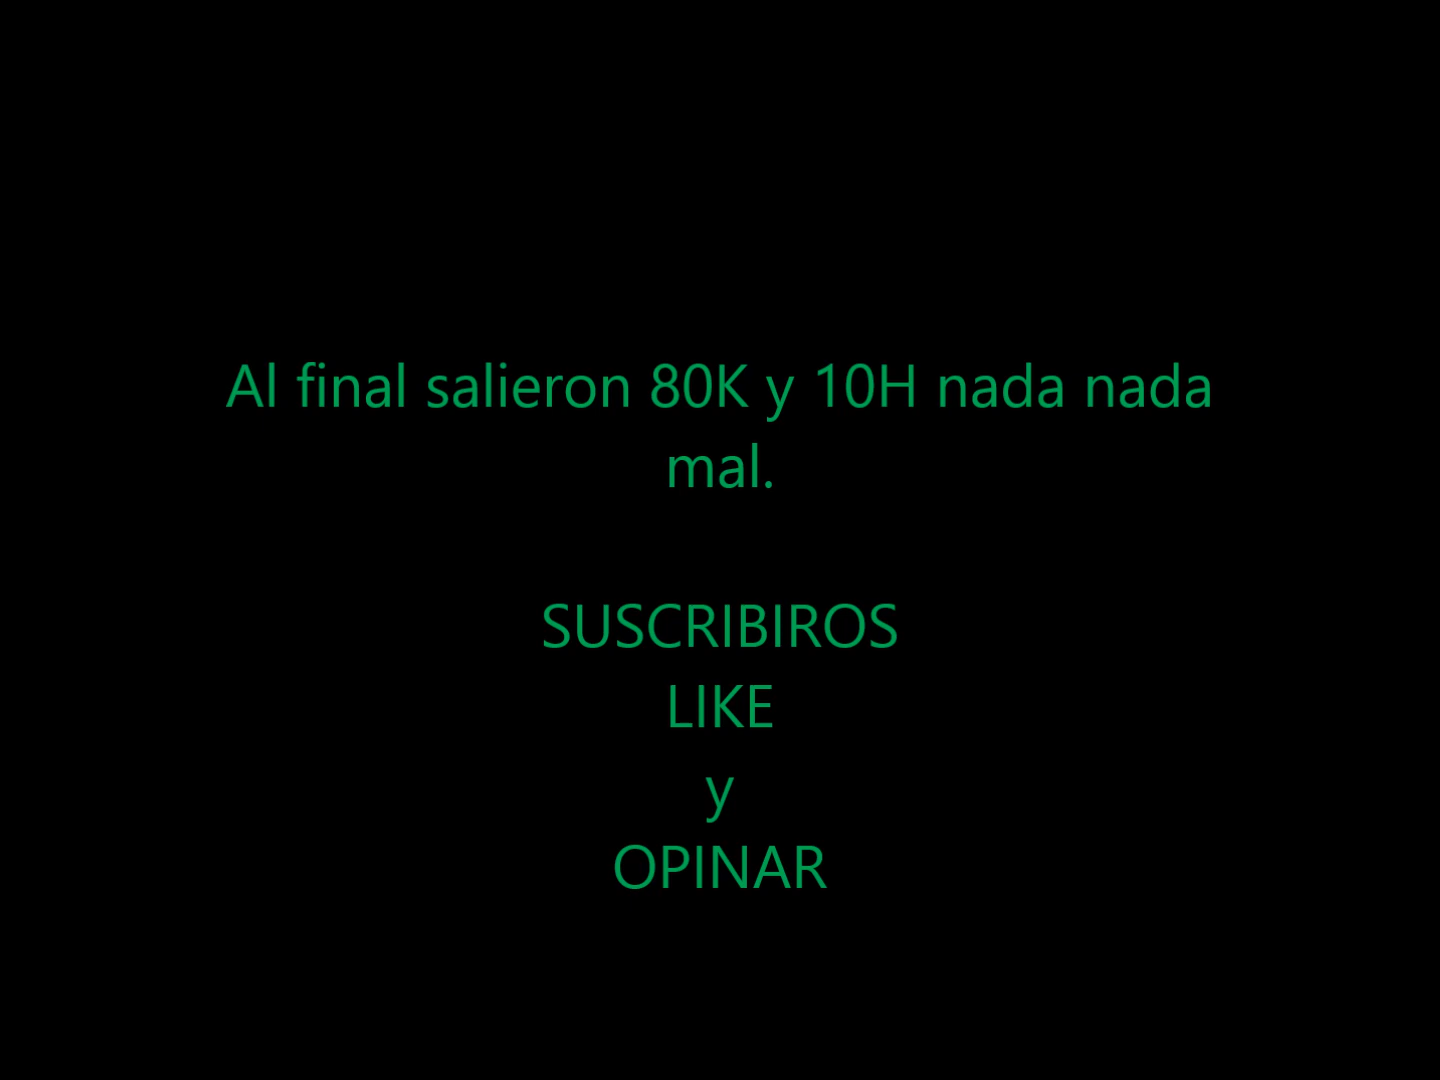 Al final salieron 80K y 10H nada nada
mal.
SUSCRIBIROS
LIKE
y
OPINAR